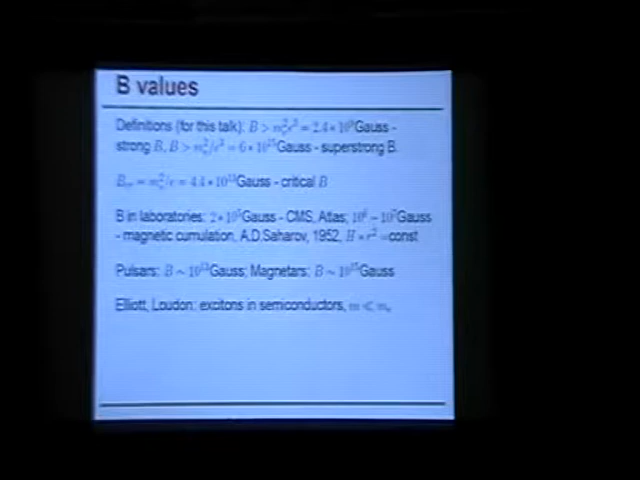 B values
Definitions (for this talk): B > m_e^2 e^3 = 2.4 * 10^9 Gauss -
strong B, B > m_e^2/e^3 = 6 * 10^15 Gauss - superstrong B.
B_cr = m_e^2/e = 4.4 * 10^13 Gauss - critical B
B in laboratories: 2 * 10^5 Gauss - CMS, Atlas; 10^6 - 10^7 Gauss
- magnetic cumulation, A.D.Saharov, 1952, H * r^2 = const
Pulsars: B ~ 10^13 Gauss; Magnetars: B ~ 10^15 Gauss
Elliott, Loudon: excitons in semiconductors, m ≪ m_e